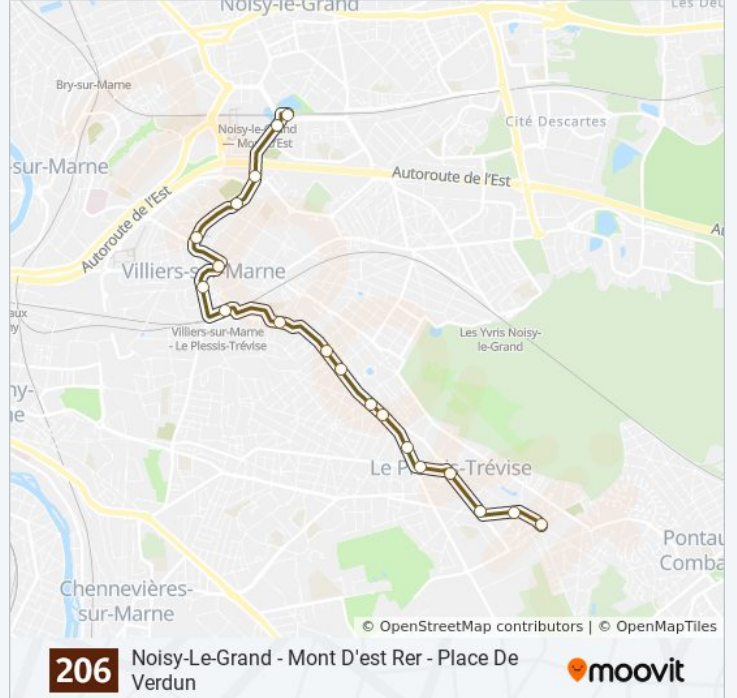 Noisy-le-Grand
Bry-sur-Marne
Cité Descartes
Noisy-le-Grand
— Mont d'Est
-sur-Marne
Autoroute de l'Est
Autoroute de l'Est
Villiers-sur-Marne
Villiers-sur-Marne
- Le Plessis-Trévise
Les Yvris Noisy-
le-Grand
ny-
ne
Le Plessis-Trévise
Pontau
Comba
Chennevières-
sur-Marne
© OpenStreetMap contributors | © OpenMapTiles
206
Noisy-Le-Grand - Mont D'est Rer - Place De
Verdun
moovit